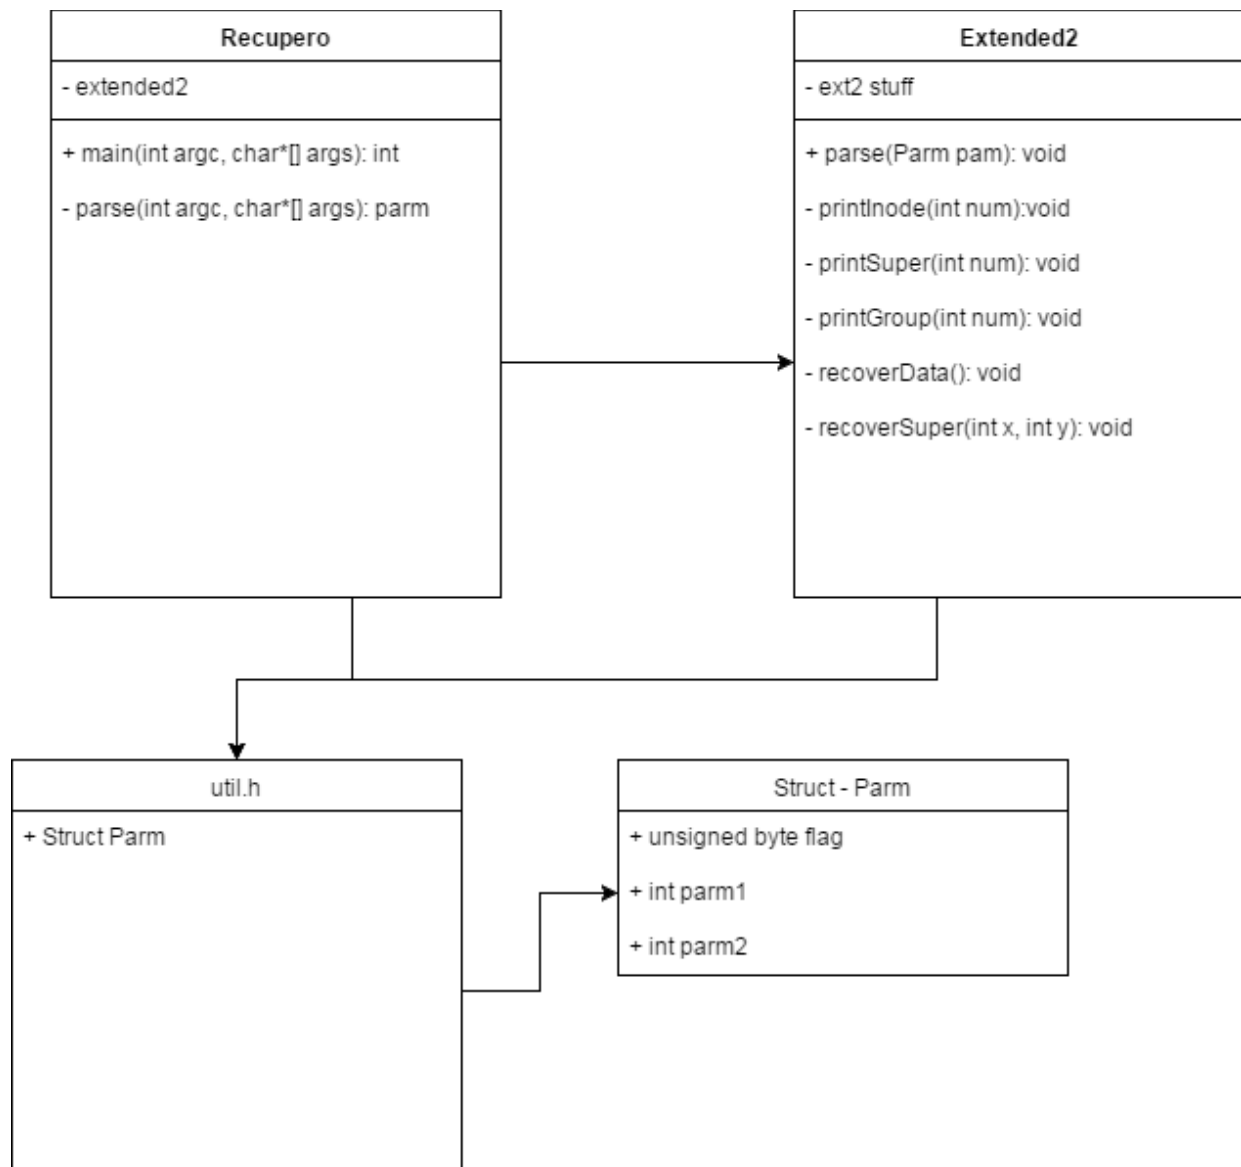 Recupero
- extended2
+ main(int argc, char*[] args): int
- parse(int argc, char*[] args): parm
Extended2
- ext2 stuff
+ parse(Parm pam): void
- printInode(int num):void
- printSuper(int num): void
- printGroup(int num): void
- recoverData(): void
- recoverSuper(int x, int y): void
util.h
+ Struct Parm
Struct - Parm
+ unsigned byte flag
+ int parm1
+ int parm2